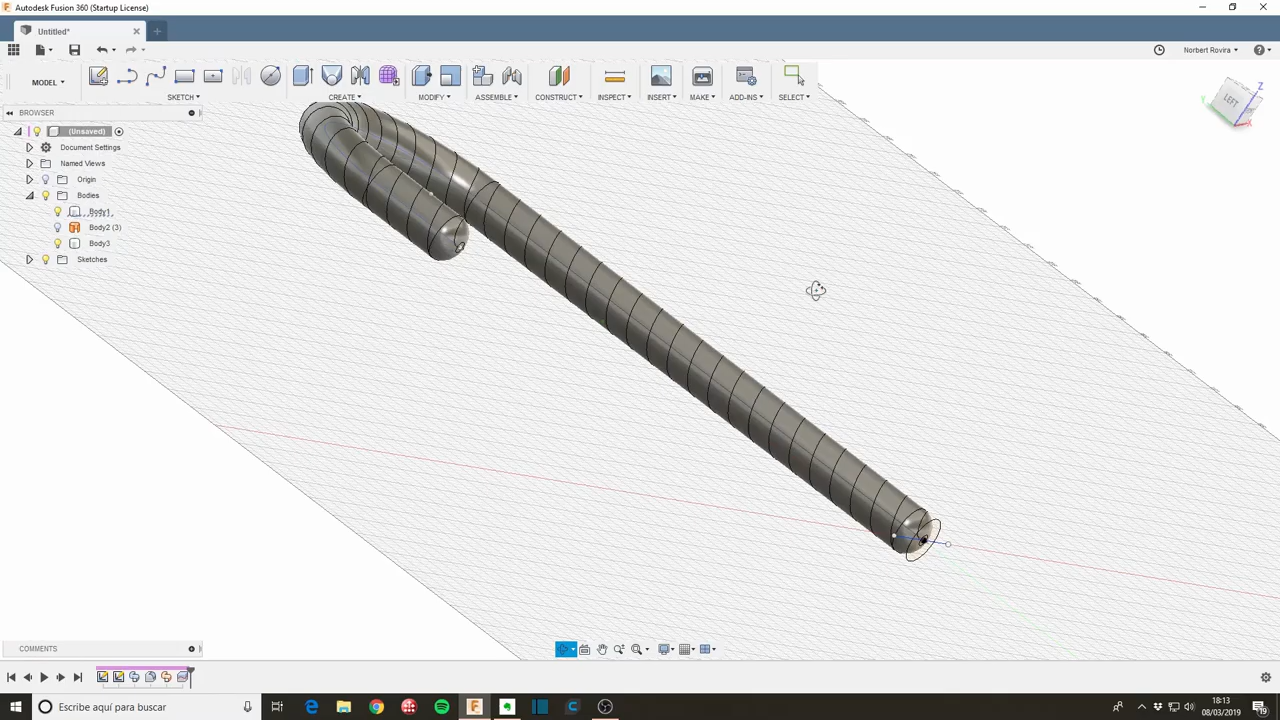 Autodesk Fusion 360 (Startup License)
Untitled*
Norbert Rovira
MODEL
SKETCH
CREATE
MODIFY
ASSEMBLE
CONSTRUCT
INSPECT
INSERT
MAKE
ADD-INS
SELECT
BROWSER
LEFT
Z
Y
X
(Unsaved)
Document Settings
Named Views
Origin
Bodies
Body1
Body2 (3)
Body3
Sketches
COMMENTS
Escribe aquí para buscar
18:13
08/03/2019
19